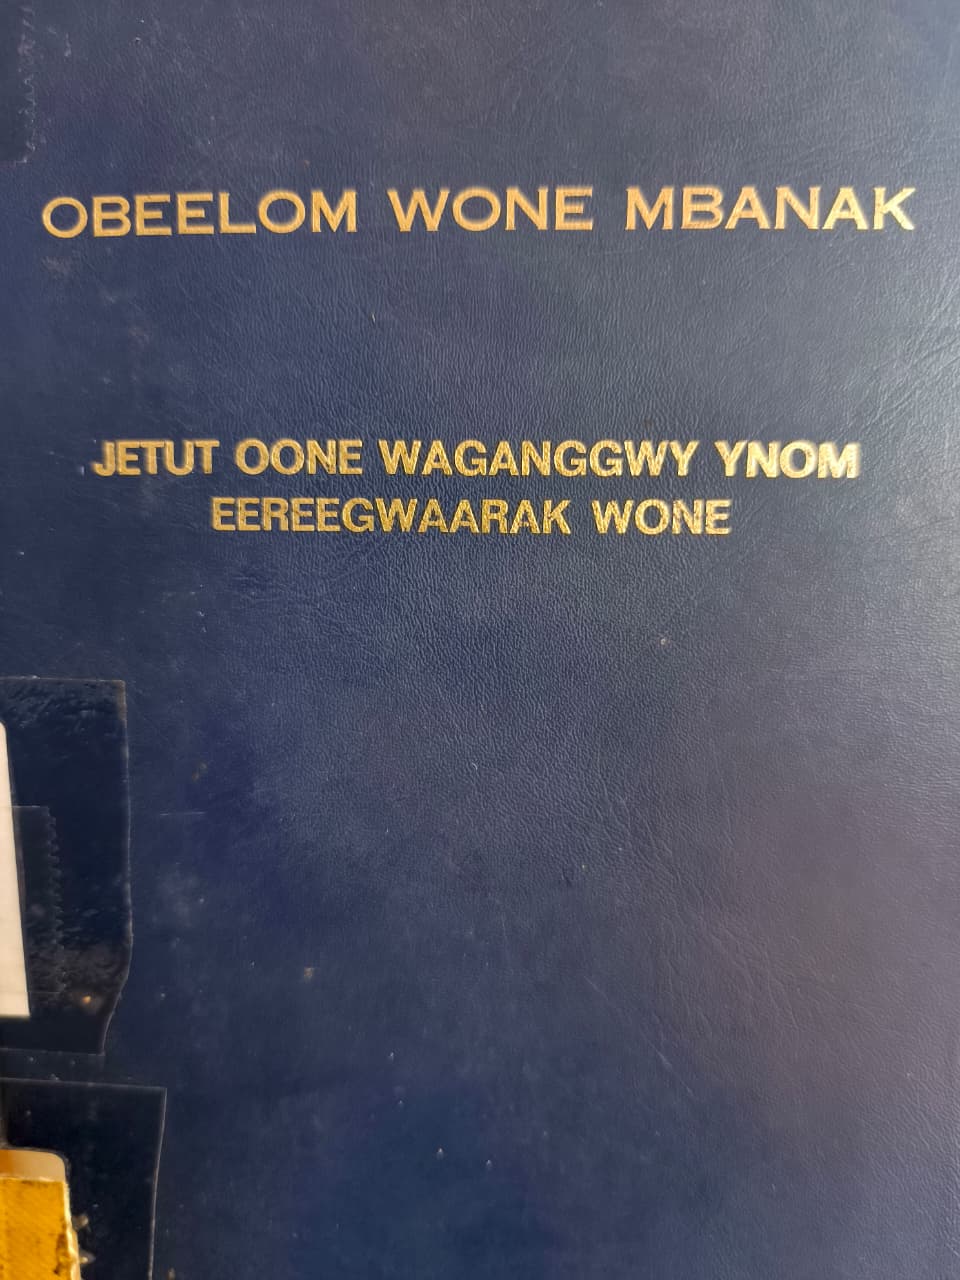 OBEELOM WONE MBANAK
JETUT OONE WAGANGGWY YNOM
EEREEGWAARAK WONE